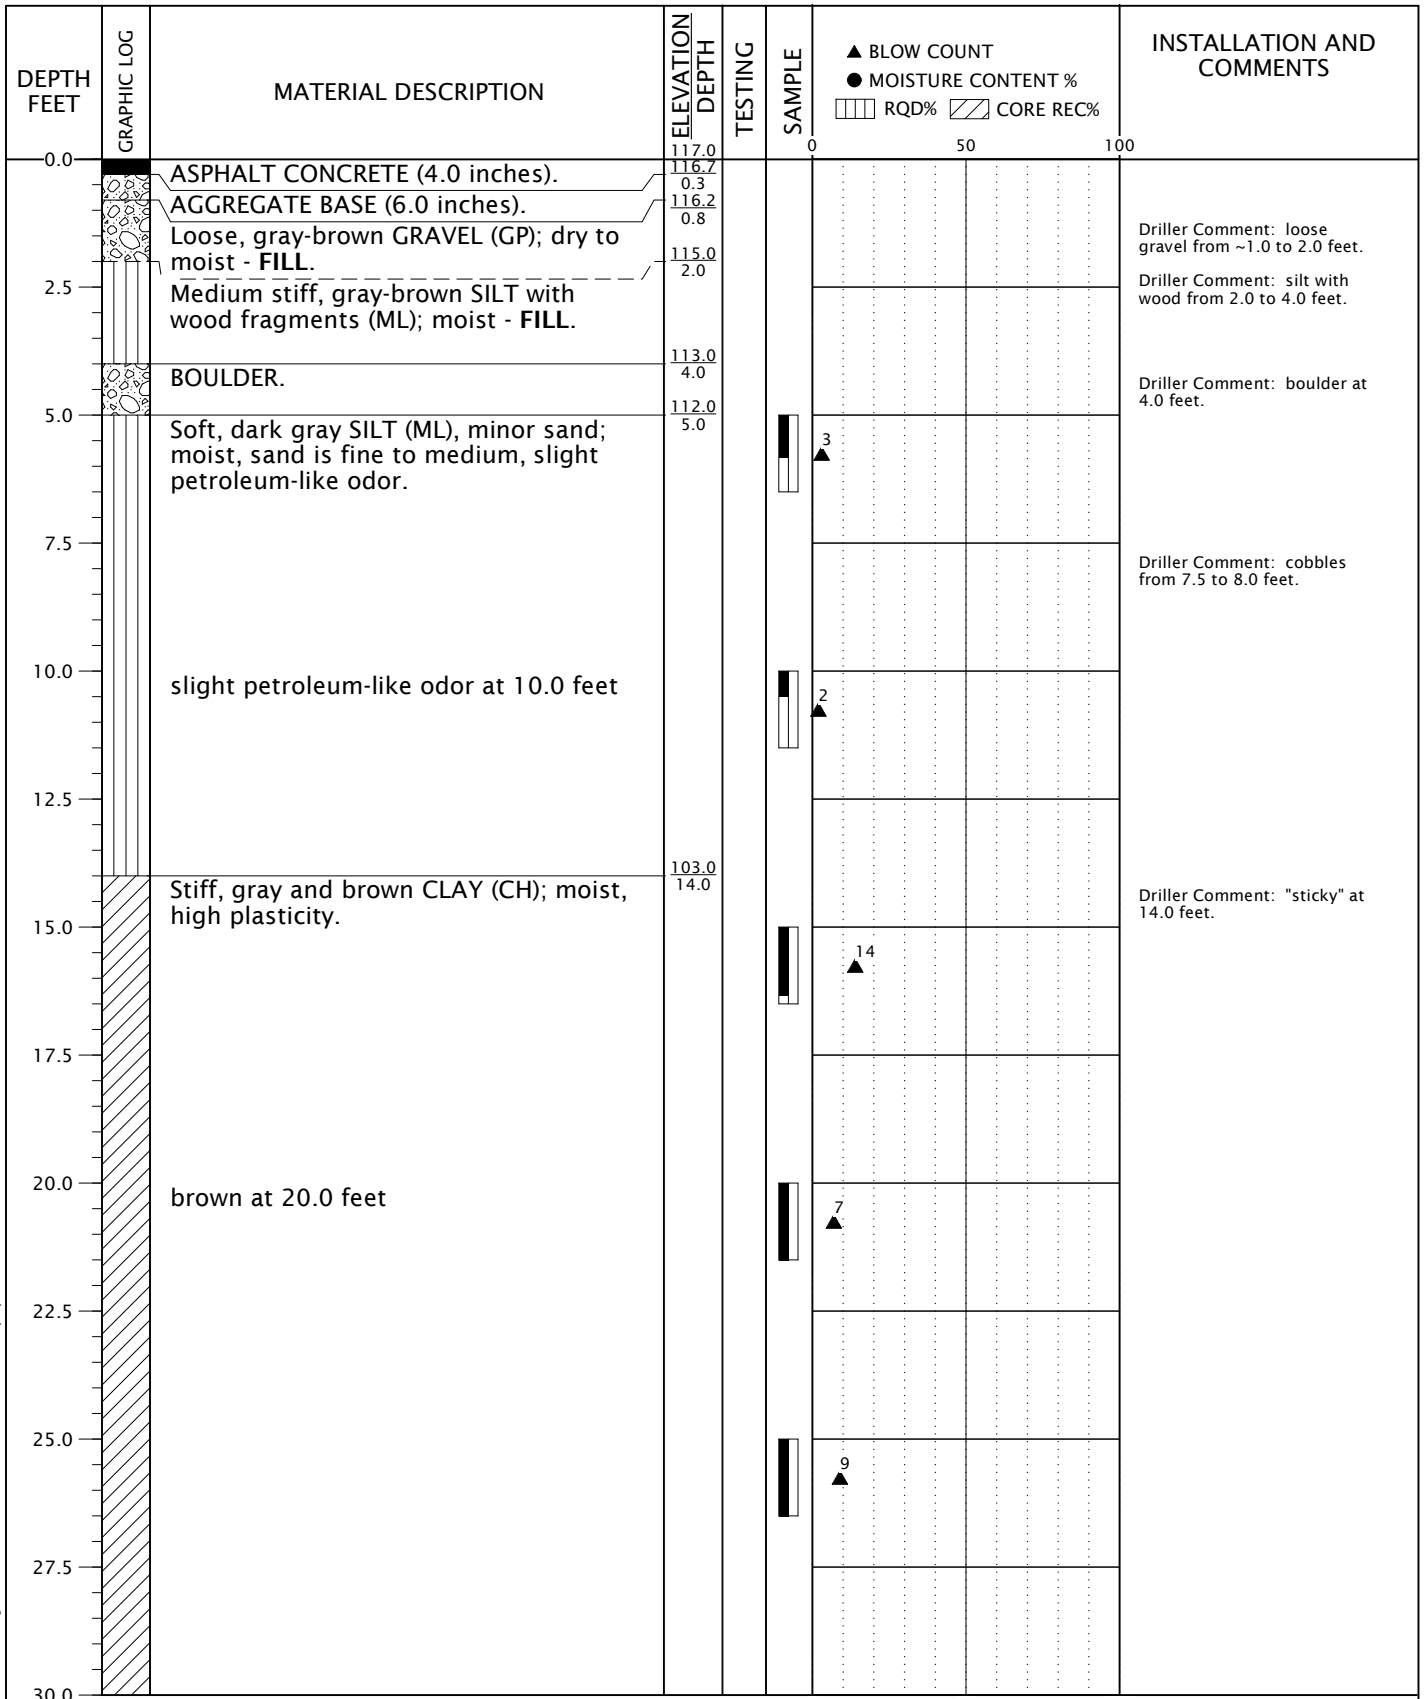 DEPTH
FEET
GRAPHIC LOG
MATERIAL DESCRIPTION
ELEVATION
DEPTH
TESTING
SAMPLE
▲ BLOW COUNT
● MOISTURE CONTENT %
RQD% CORE REC%
INSTALLATION AND
COMMENTS
0 50 100
0.0
117.0
ASPHALT CONCRETE (4.0 inches).
116.7
0.3
AGGREGATE BASE (6.0 inches).
116.2
0.8
Loose, gray-brown GRAVEL (GP); dry to
moist - FILL.
115.0
2.0
Driller Comment: loose
gravel from ~1.0 to 2.0 feet.
2.5
Medium stiff, gray-brown SILT with
wood fragments (ML); moist - FILL.
Driller Comment: silt with
wood from 2.0 to 4.0 feet.
113.0
4.0
BOULDER.
Driller Comment: boulder at
4.0 feet.
5.0
112.0
5.0
Soft, dark gray SILT (ML), minor sand;
moist, sand is fine to medium, slight
petroleum-like odor.
3
7.5
Driller Comment: cobbles
from 7.5 to 8.0 feet.
10.0
slight petroleum-like odor at 10.0 feet
2
12.5
103.0
14.0
Stiff, gray and brown CLAY (CH); moist,
high plasticity.
Driller Comment: "sticky" at
14.0 feet.
15.0
14
17.5
20.0
brown at 20.0 feet
7
22.5
25.0
9
27.5
30.0